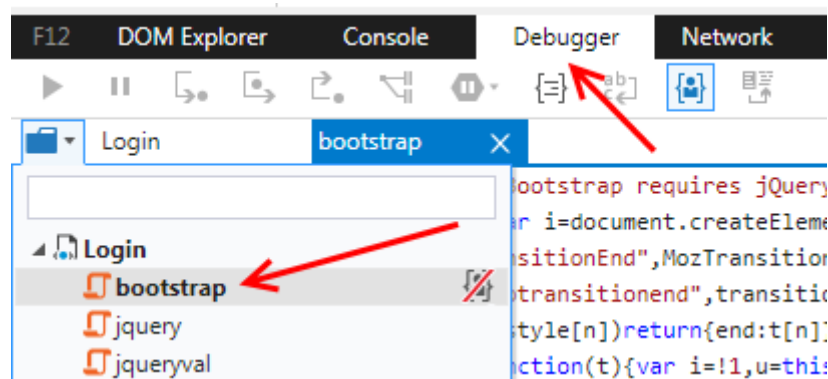 F12 DOM Explorer Console Debugger Network
Login bootstrap
Bootstrap requires jQuery
ar i=document.createEleme
nsitionEnd",MozTransition
Login
bootstrap
otransitionend",transitio
jquery
style[n])return{end:t[n]}
jqueryval
nction(t){var i=!1,u=this